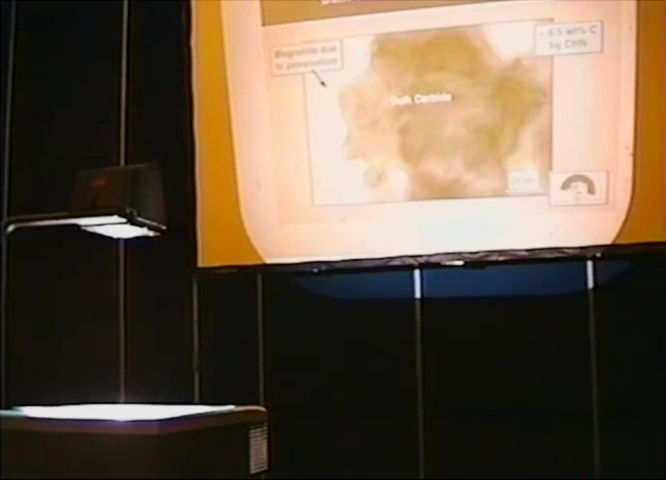 Magnetite due
to passivation
~ 8.5 wt% C
by CHN
Bulk Carbide